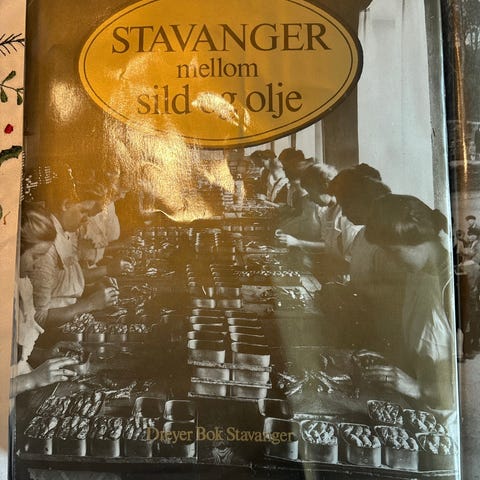 STAVANGER
mellom
sild og olje
Dreyer Bok Stavanger